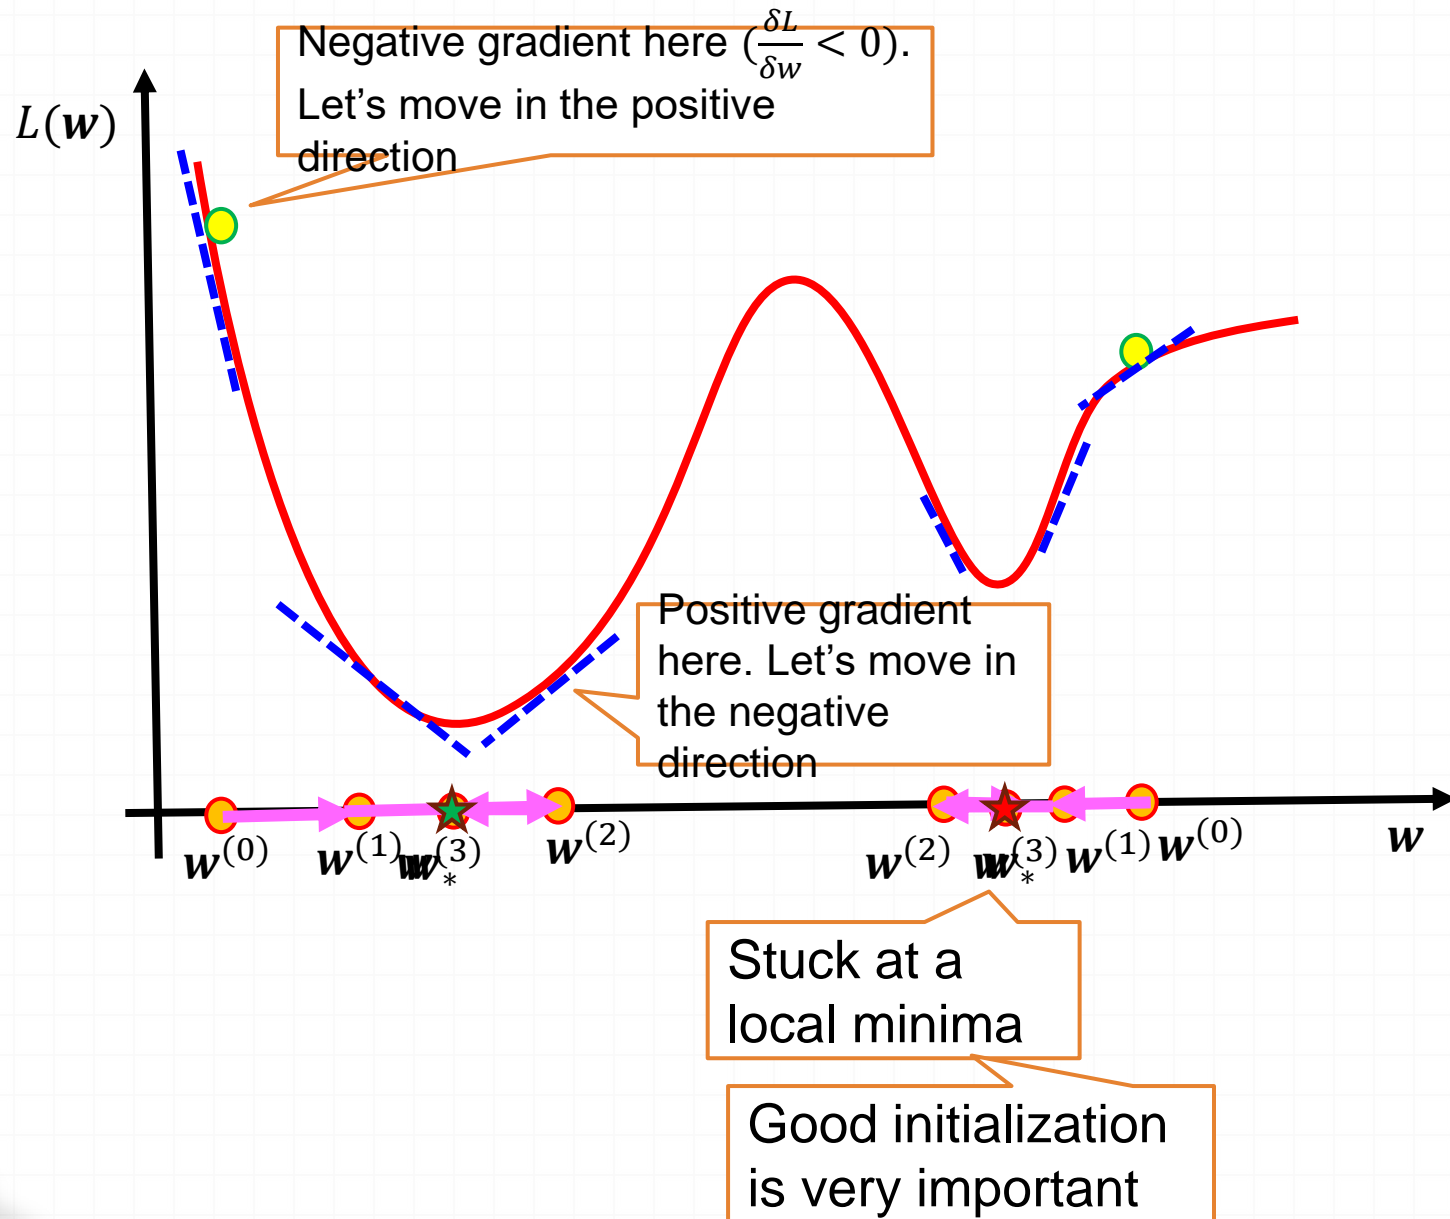 Negative gradient here (δL/δw < 0).
Let's move in the positive
direction
L(w)
Positive gradient
here. Let's move in
the negative
direction
w⁽⁰⁾ w⁽¹⁾ w⁽³⁾ w* w⁽²⁾ w⁽²⁾ w⁽³⁾ w* w⁽¹⁾ w⁽⁰⁾ w
Stuck at a
local minima
Good initialization
is very important